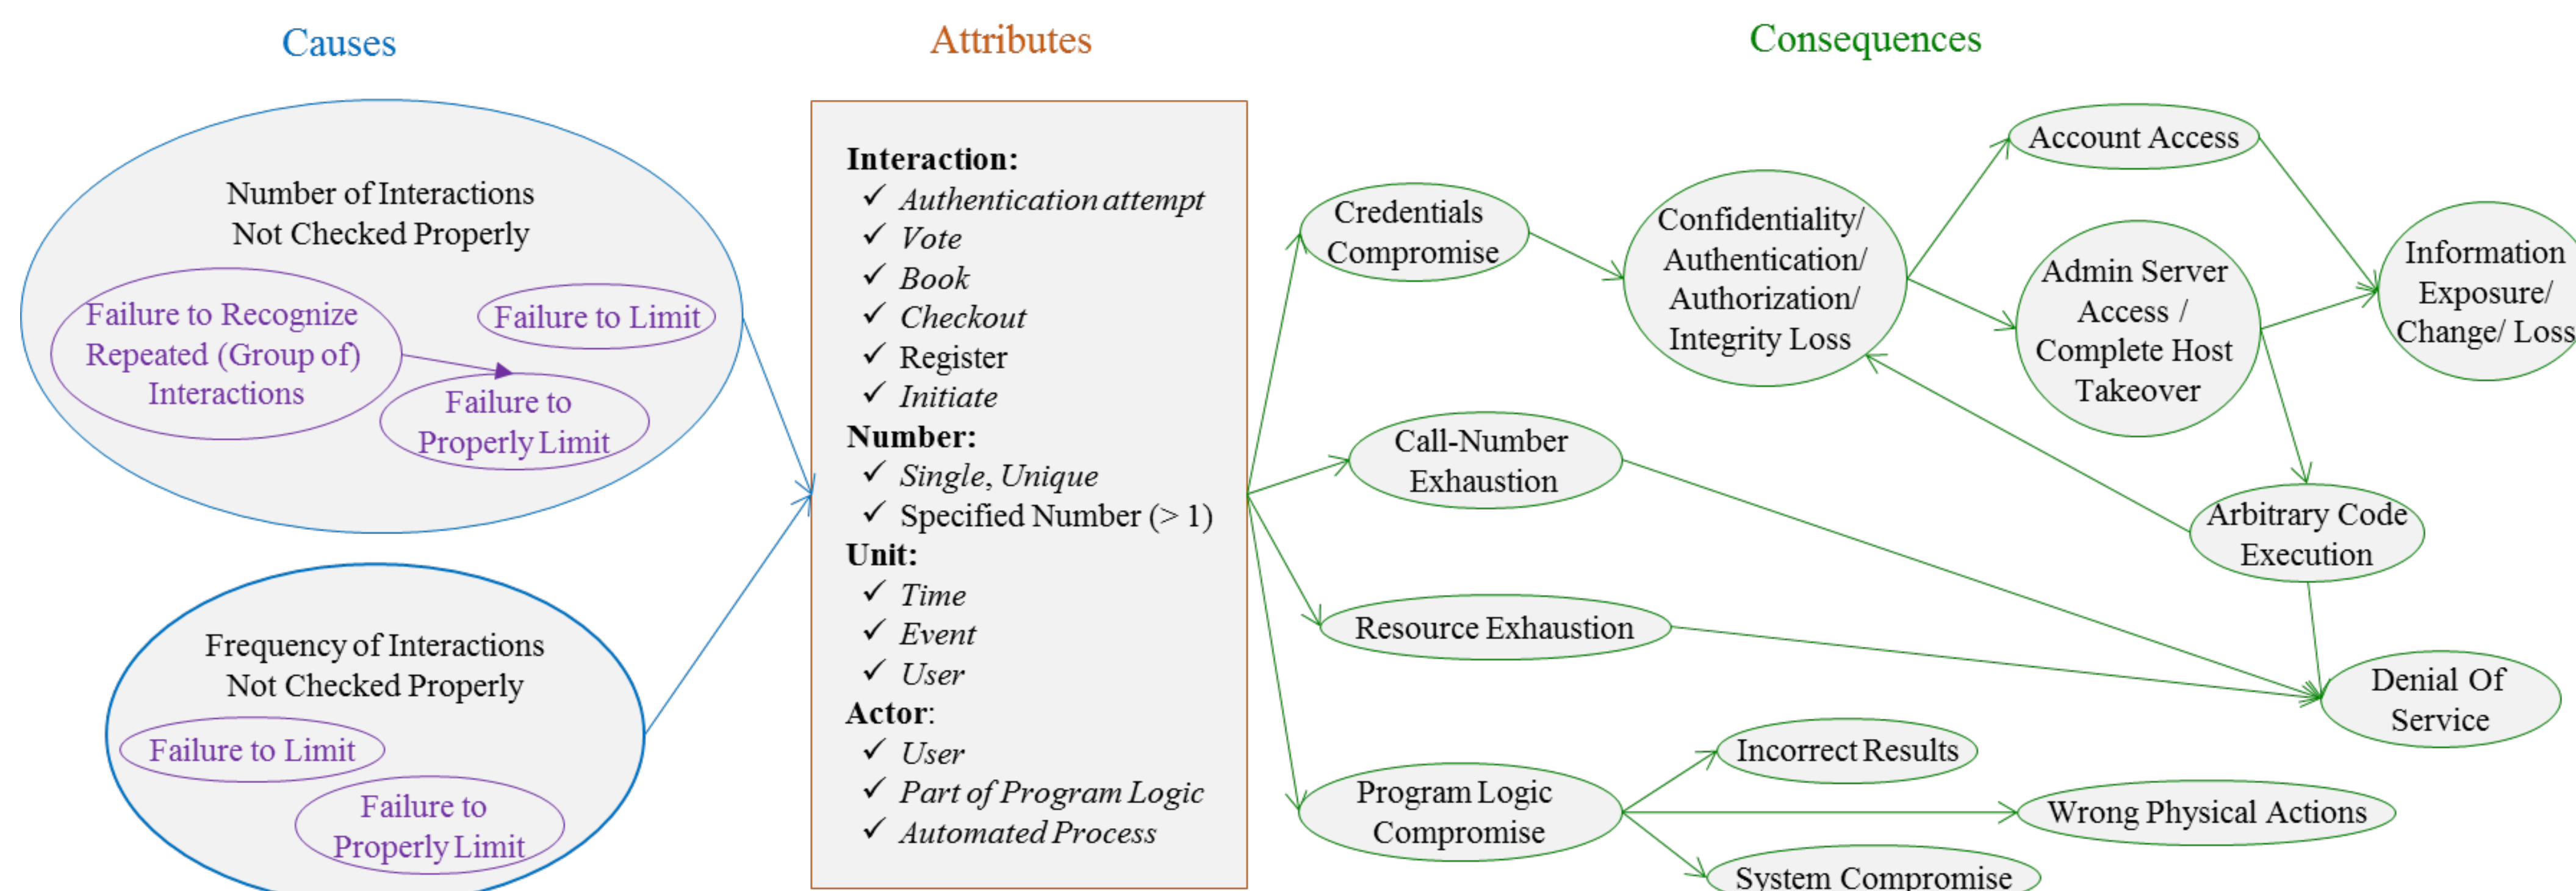 Causes
Attributes
Consequences
Number of Interactions
Not Checked Properly
Failure to Recognize
Repeated (Group of)
Interactions
Failure to Limit
Failure to
Properly Limit
Frequency of Interactions
Not Checked Properly
Failure to Limit
Failure to
Properly Limit
Interaction:
✓ Authentication attempt
✓ Vote
✓ Book
✓ Checkout
✓ Register
✓ Initiate
Number:
✓ Single, Unique
✓ Specified Number (> 1)
Unit:
✓ Time
✓ Event
✓ User
Actor:
✓ User
✓ Part of Program Logic
✓ Automated Process
Credentials
Compromise
Confidentiality/
Authentication/
Authorization/
Integrity Loss
Account Access
Admin Server
Access /
Complete Host
Takeover
Information
Exposure/
Change/ Loss
Call-Number
Exhaustion
Arbitrary Code
Execution
Resource Exhaustion
Denial Of
Service
Program Logic
Compromise
Incorrect Results
Wrong Physical Actions
System Compromise